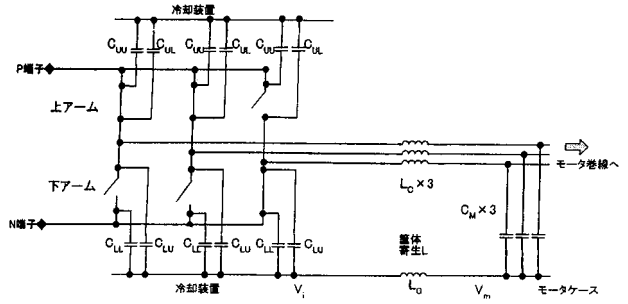 冷却装置
C_UU C_UL C_UU C_UL C_UU C_UL
P端子
上アーム
モータ巻線へ
下アーム
L_C×3
C_M×3
N端子
C_LL C_LU C_LL C_LU C_LL C_LU
筐体
寄生L
冷却装置
V_i
L_G
V_m
モータケース